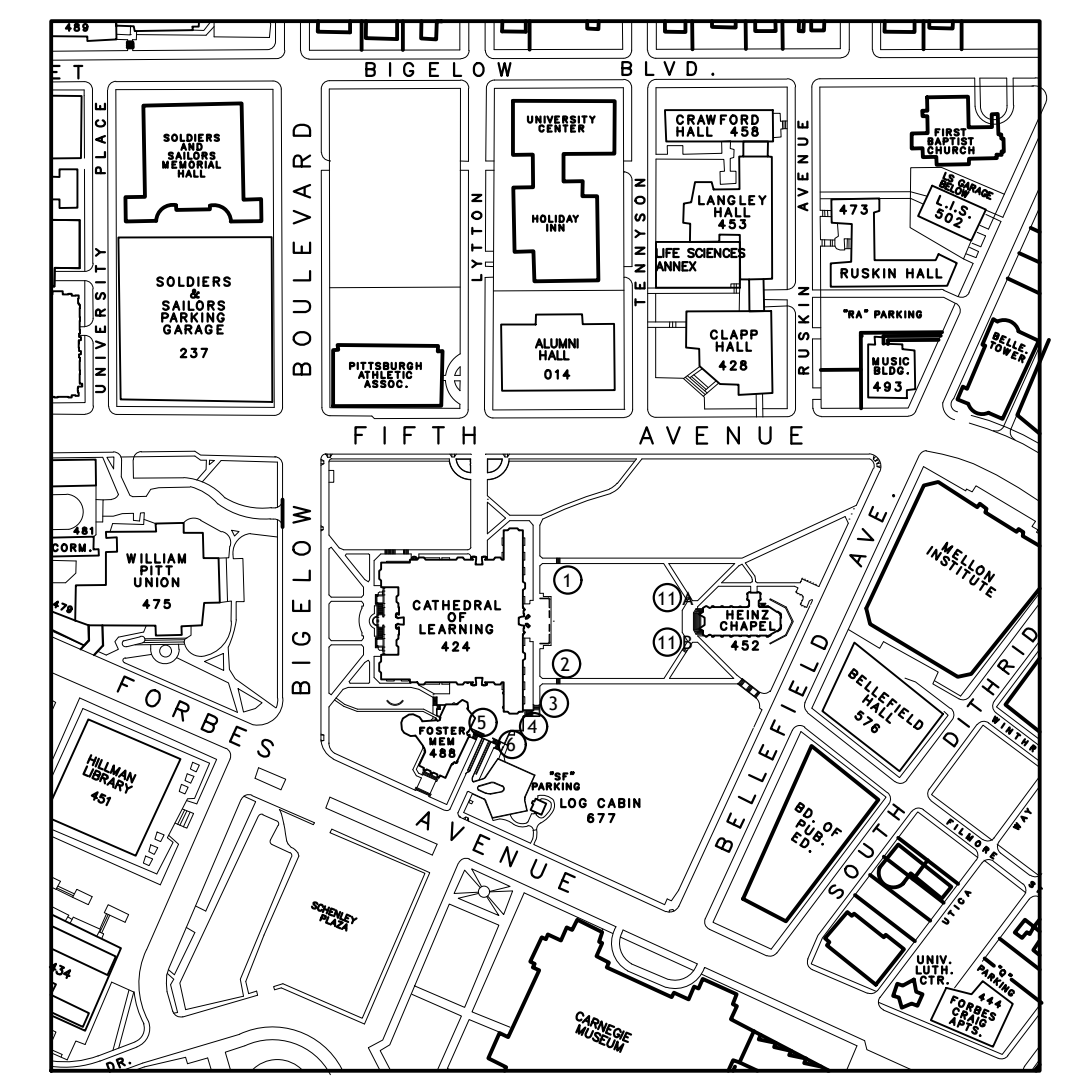 489
ET
BIGELOW BLVD.
UNIVERSITY PLACE
SOLDIERS
AND
SAILORS
MEMORIAL
HALL
SOLDIERS
&
SAILORS
PARKING
GARAGE
237
BOULEVARD
BIGELOW
PITTSBURGH
ATHLETIC
ASSOC.
LYTTON
UNIVERSITY
CENTER
HOLIDAY
INN
ALUMNI
HALL
014
TENNYSON
CRAWFORD
HALL 458
LANGLEY
HALL
453
LIFE SCIENCES
ANNEX
CLAPP
HALL
428
RUSKIN AVENUE
FIRST
BAPTIST
CHURCH
LS GARAGE
BELOW
L.I.S.
502
473
RUSKIN HALL
"RA" PARKING
MUSIC
BLDG.
493
BELLE.
TOWER
FIFTH AVENUE
481
CORM.
479
WILLIAM
PITT
UNION
475
CATHEDRAL
OF
LEARNING
424
1
2
3
4
5
6
11 A
11 B
HEINZ
CHAPEL
452
FOSTER
MEM
488
"SF"
PARKING
LOG CABIN
677
BELLEFIELD AVE.
MELLON
INSTITUTE
BELLEFIELD
HALL
576
SOUTH DITHRID
WINTHR
FORBES AVENUE
HILLMAN
LIBRARY
451
BD. OF
PUB.
ED.
FILMORE
WAY
S
UTICA
SCHENLEY
PLAZA
434
DR.
CARNEGIE
MUSEUM
UNIV.
LUTH.
CTR.
"Q"
PARKING
444
FORBES
CRAIG
APTS.